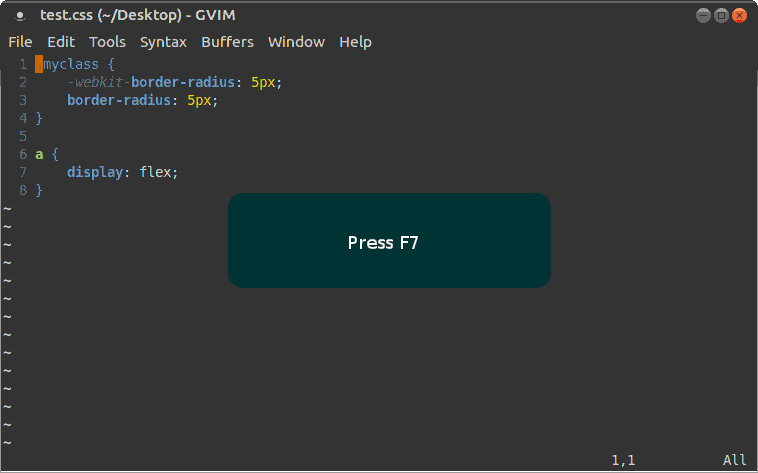 test.css (~/Desktop) - GVIM
File Edit Tools Syntax Buffers Window Help
1 myclass {
2     -webkit-border-radius: 5px;
3     border-radius: 5px;
4 }
5
6 a {
7     display: flex;
8 }
~
~
~
~
~
~
~
~
~
~
~
~
~
~
Press F7
1,1 All